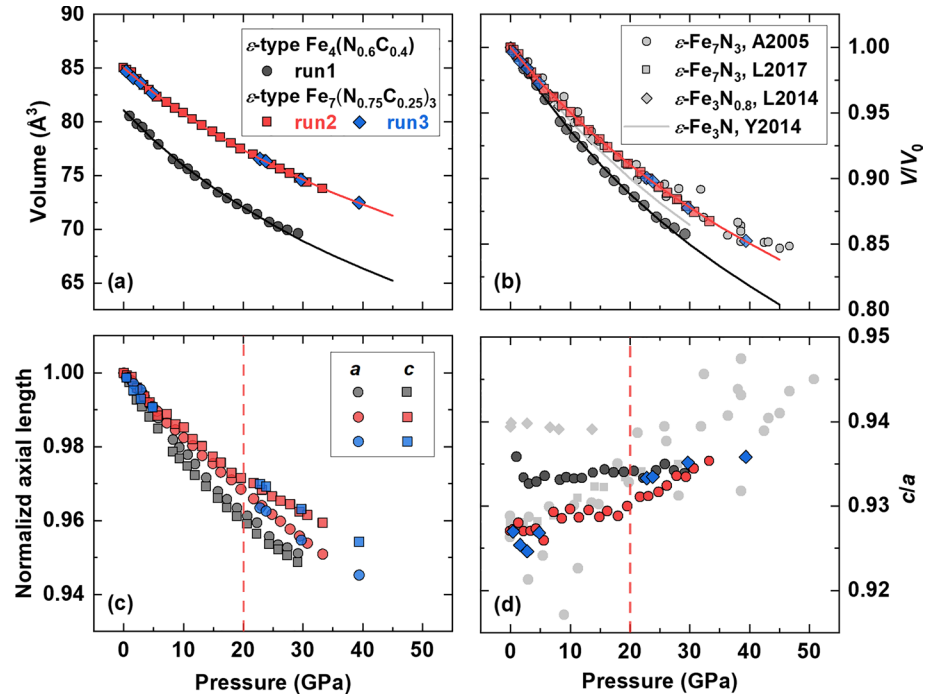 90
85
80
75
70
65
Volume (Å³)
ε-type Fe₄(N₀.₆C₀.₄)
run1
ε-type Fe₇(N₀.₇₅C₀.₂₅)₃
run2 run3
(a)
ε-Fe₇N₃, A2005
ε-Fe₇N₃, L2017
ε-Fe₃N₀.₈, L2014
ε-Fe₃N, Y2014
(b)
1.00
0.95
0.90
0.85
0.80
V/V₀
1.00
0.98
0.96
0.94
Normalized axial length
a c
(c)
0 10 20 30 40 50
Pressure (GPa)
(d)
0.95
0.94
0.93
0.92
c/a
0 10 20 30 40 50
Pressure (GPa)